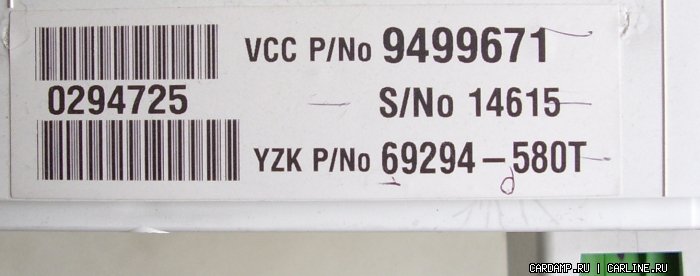 VCC P/No 9499671
0294725
S/No 14615
YZK P/No 69294-580T
CARDAMP.RU | CARLINE.RU